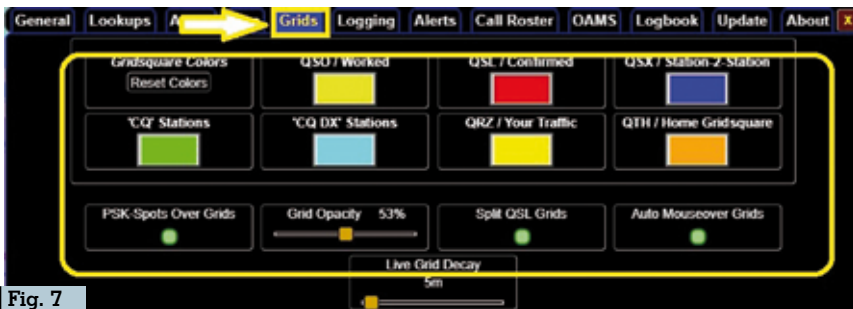 General Lookups Grids Logging Alerts Call Roster OAMS Logbook Update About X
Gridsquare Colors QSO / Worked QSL / Confirmed QSX / Station-2-Station
Reset Colors
'CQ' Stations 'CQ DX' Stations QRZ / Your Traffic QTH / Home Gridsquare
PSK-Spots Over Grids Grid Opacity 53% Split QSL Grids Auto Mouseover Grids
Live Grid Decay
5m
Fig. 7